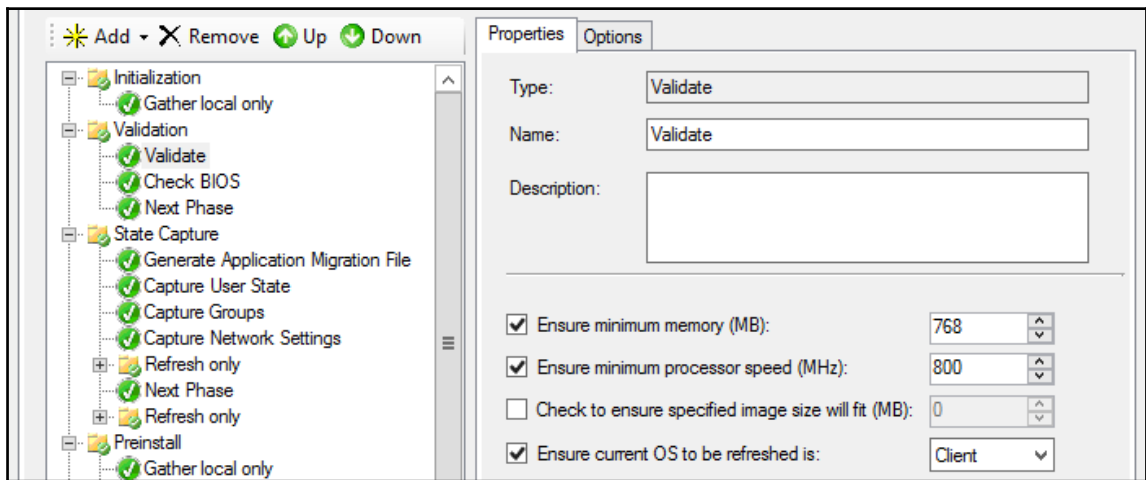 Add Remove Up Down
Initialization
Gather local only
Validation
Validate
Check BIOS
Next Phase
State Capture
Generate Application Migration File
Capture User State
Capture Groups
Capture Network Settings
Refresh only
Next Phase
Refresh only
Preinstall
Gather local only
Properties Options
Type: Validate
Name: Validate
Description:
Ensure minimum memory (MB): 768
Ensure minimum processor speed (MHz): 800
Check to ensure specified image size will fit (MB): 0
Ensure current OS to be refreshed is: Client